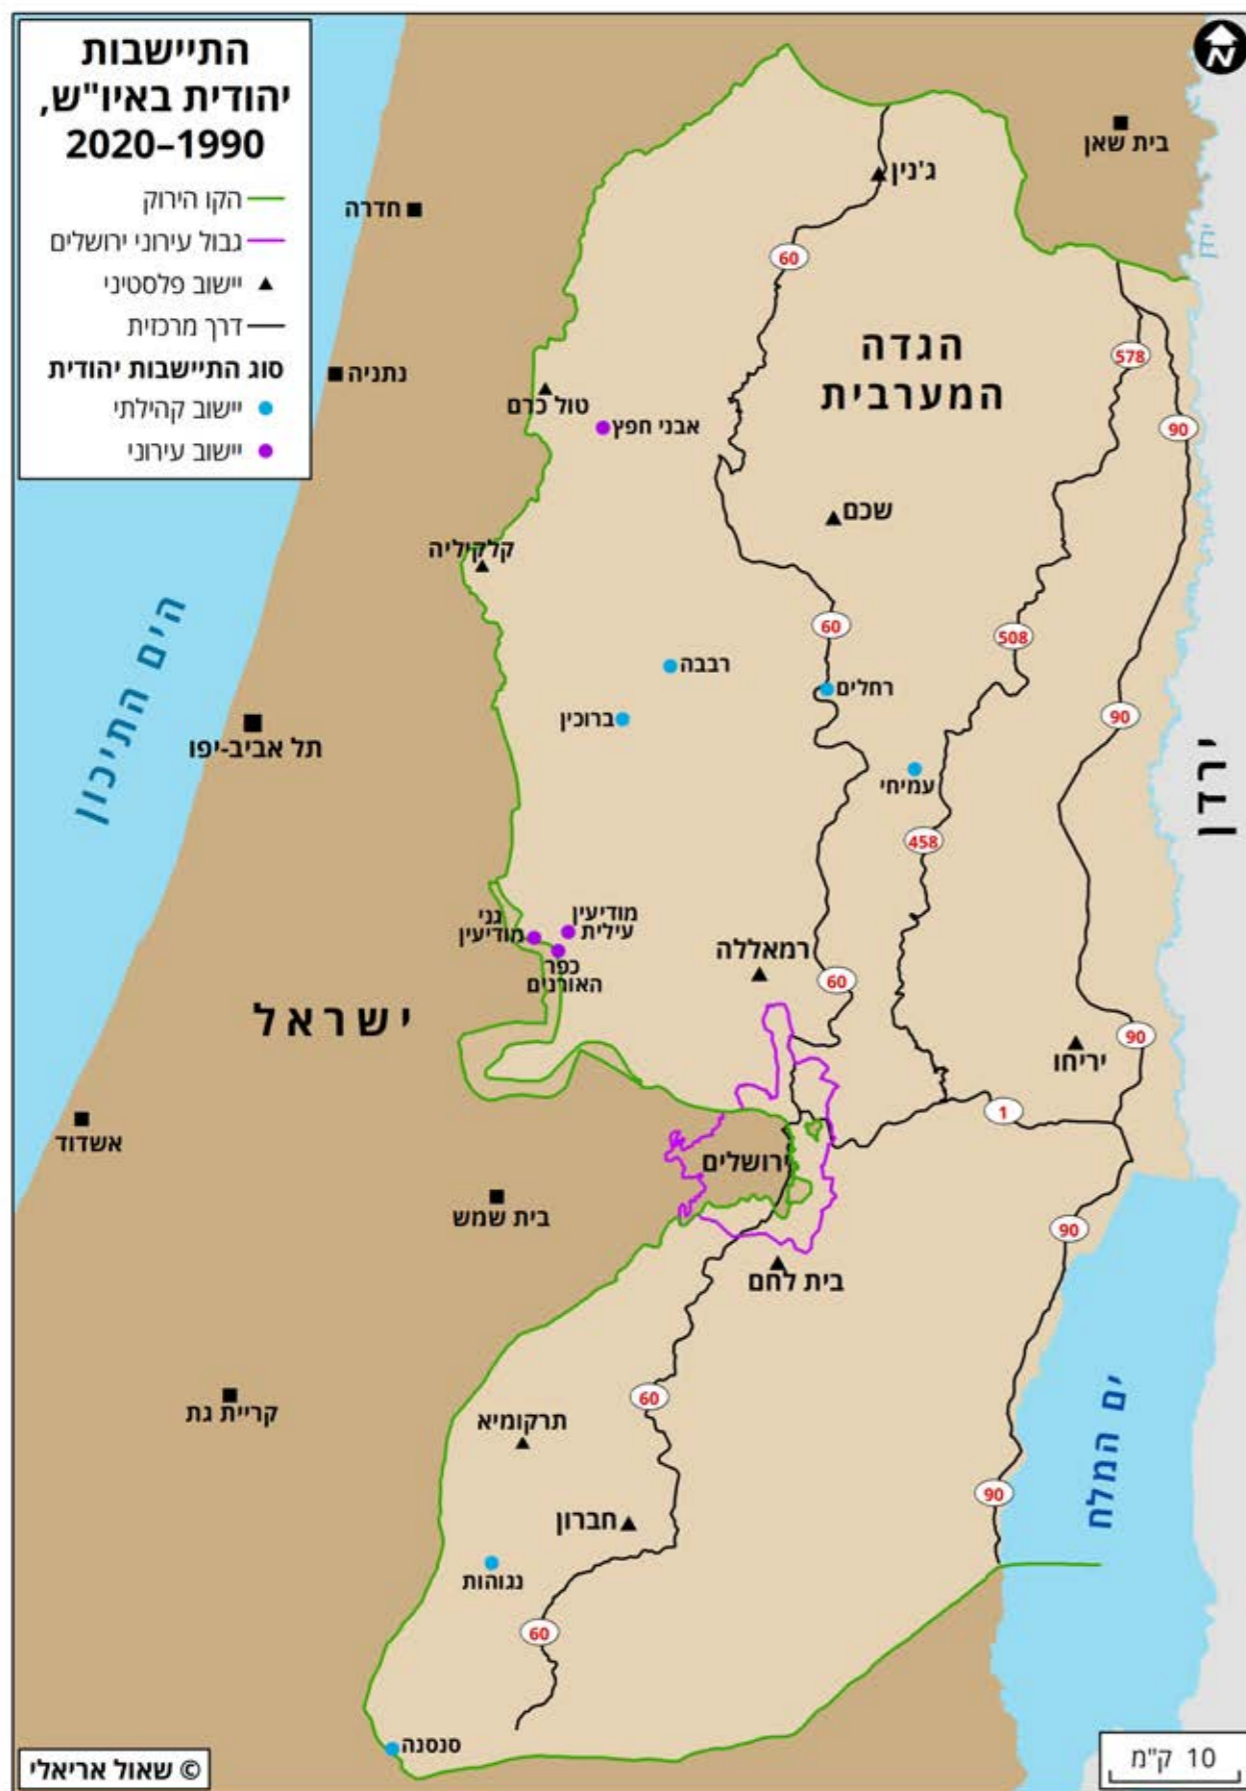 התיישבות
יהודית באיו"ש,
2020–1990
הקו הירוק
גבול עירוני ירושלים
יישוב פלסטיני
דרך מרכזית
סוג התיישבות יהודית
יישוב קהילתי
יישוב עירוני
N
בית שאן
ג'נין
חדרה
ירדן
60
הגדה
המערבית
578
נתניה
טול כרם
אבני חפץ
90
שכם
קלקיליה
הים התיכון
60
508
רבבה
רחלים
ברוכין
90
תל אביב-יפו
ירדן
עמיחי
458
גני
מודיעין
מודיעין
עילית
כפר
האורנים
רמאללה
60
ישראל
90
יריחו
1
אשדוד
ירושלים
בית שמש
90
בית לחם
60
קריית גת
תרקומיא
ים המלח
90
חברון
נגוהות
60
סנסנה
© שאול אריאלי
10 ק"מ